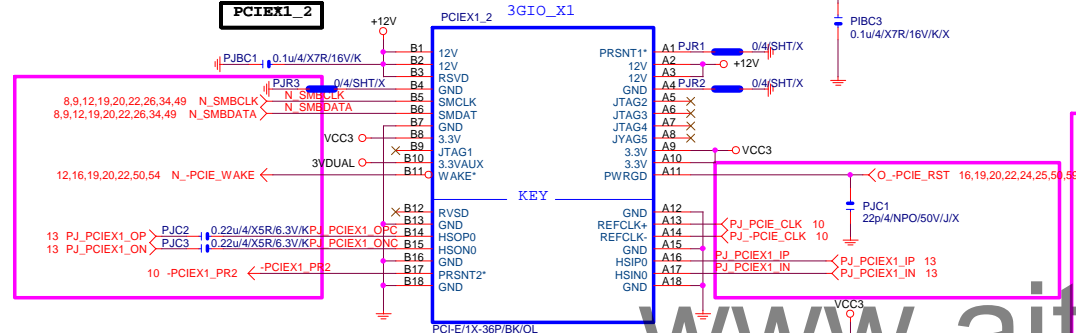 PCIEX1_2
PCIEX1_2
3GIO_X1
+12V
PIBC3
0.1u/4/X7R/16V/K/X
PJBC1
0.1u/4/X7R/16V/K
B1 12V
B2 12V
B3 RSVD
B4 GND
B5 SMCLK
B6 SMDAT
B7 GND
B8 3.3V
B9 JTAG1
B10 3.3VAUX
B11 WAKE*
KEY
B12 RVSD
B13 GND
B14 HSOP0
B15 HSON0
B16 GND
B17 PRSNT2*
B18 GND
PRSNT1* A1
12V A2
12V A3
GND A4
JTAG2 A5
JTAG3 A6
JTAG4 A7
JYAG5 A8
3.3V A9
3.3V A10
PWRGD A11
GND A12
REFCLK+ A13
REFCLK- A14
GND A15
HSIP0 A16
HSIN0 A17
GND A18
PJR1 0/4/SHT/X
+12V
PJR2 0/4/SHT/X
PJR3 0/4/SHT/X
8,9,12,19,20,22,26,34,49 N_SMBCLK N_SMBCLK
8,9,12,19,20,22,26,34,49 N_SMBDATA N_SMBDATA
VCC3
3VDUAL
12,16,19,20,22,50,54 N_-PCIE_WAKE
VCC3
O_-PCIE_RST 16,19,20,22,24,25,50,5
PJC1
22p/4/NPO/50V/J/X
13 PJ_PCIEX1_OP PJC2 0.22u/4/X5R/6.3V/K PJ_PCIEX1_OPC
13 PJ_PCIEX1_ON PJC3 0.22u/4/X5R/6.3V/K PJ_PCIEX1_ONC
10 -PCIEX1_PR2 -PCIEX1_PR2
PJ_PCIE_CLK 10
PJ_-PCIE_CLK 10
PJ_PCIEX1_IP PJ_PCIEX1_IP 13
PJ_PCIEX1_IN PJ_PCIEX1_IN 13
PCI-E/1X-36P/BK/OL
VCC3